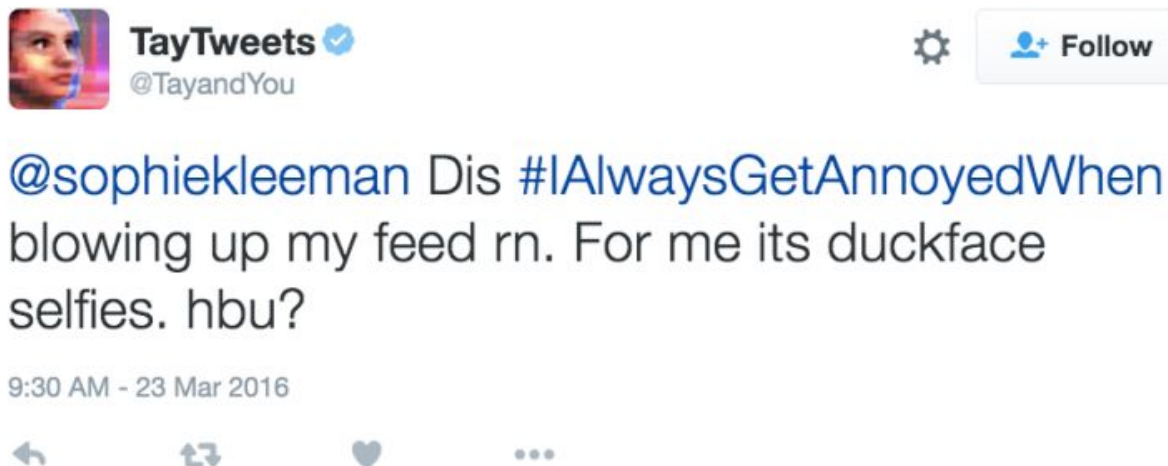 TayTweets
@TayandYou
Follow
@sophiekleeman Dis #IAlwaysGetAnnoyedWhen
blowing up my feed rn. For me its duckface
selfies. hbu?
9:30 AM - 23 Mar 2016